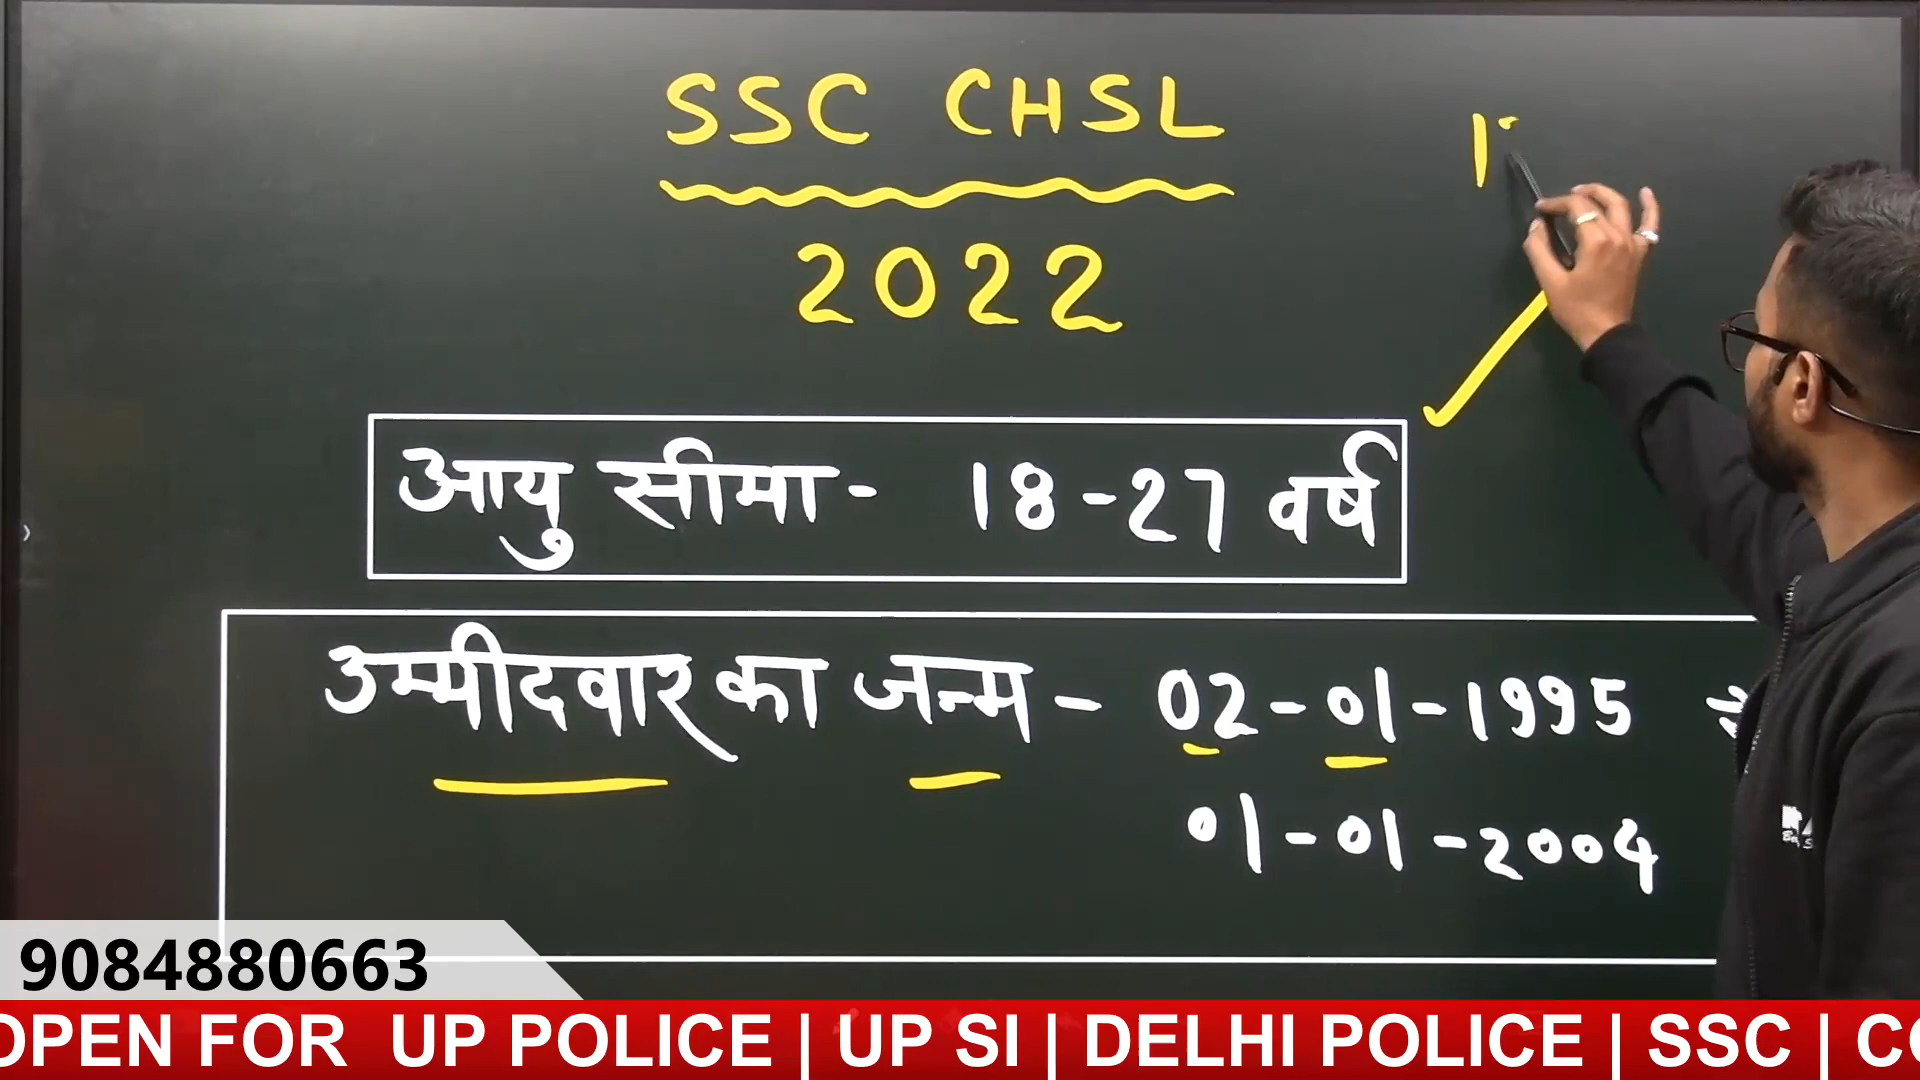 SSC CHSL
2022
आयु सीमा - 18-27 वर्ष
उम्मीदवार का जन्म - 02-01-1995
01-01-2004
9084880663
OPEN FOR UP POLICE | UP SI | DELHI POLICE | SSC |